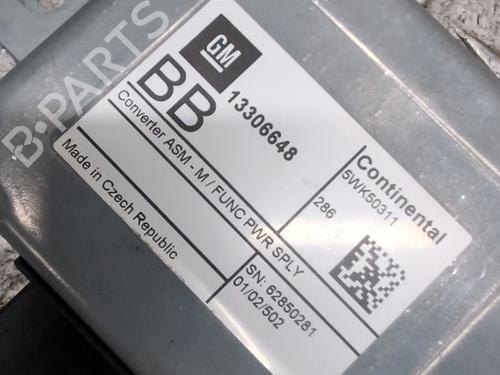 GM
BB
13306648
286
Continental
5WK50311
Converter ASM - M / FUNC PWR SPLY
Made in Czech Republic
SN: 62850281
01/02/502
B-PARTS